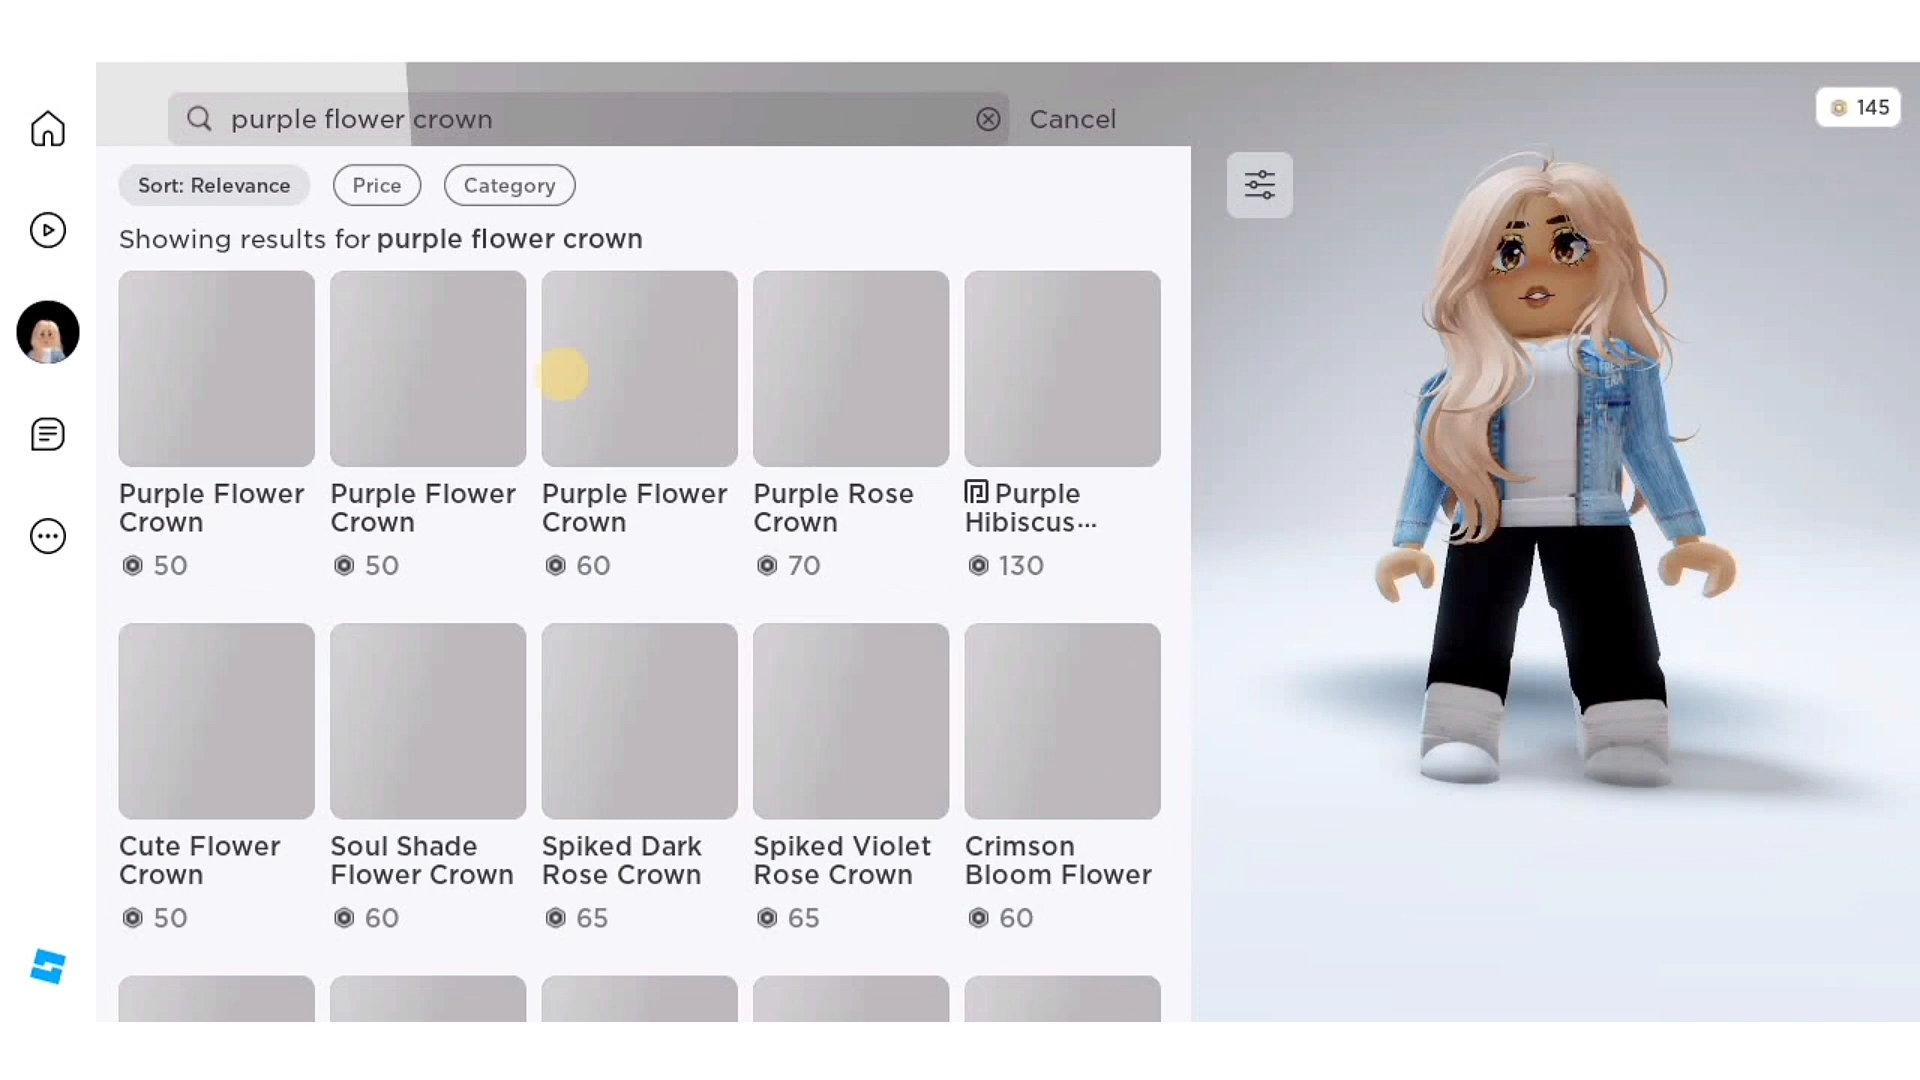 purple flower crown
Cancel
145
Sort: Relevance
Price
Category
Showing results for purple flower crown
Purple Flower
Crown
50
Purple Flower
Crown
50
Purple Flower
Crown
60
Purple Rose
Crown
70
Purple
Hibiscus...
130
Cute Flower
Crown
50
Soul Shade
Flower Crown
60
Spiked Dark
Rose Crown
65
Spiked Violet
Rose Crown
65
Crimson
Bloom Flower
60
FRESH
ERA